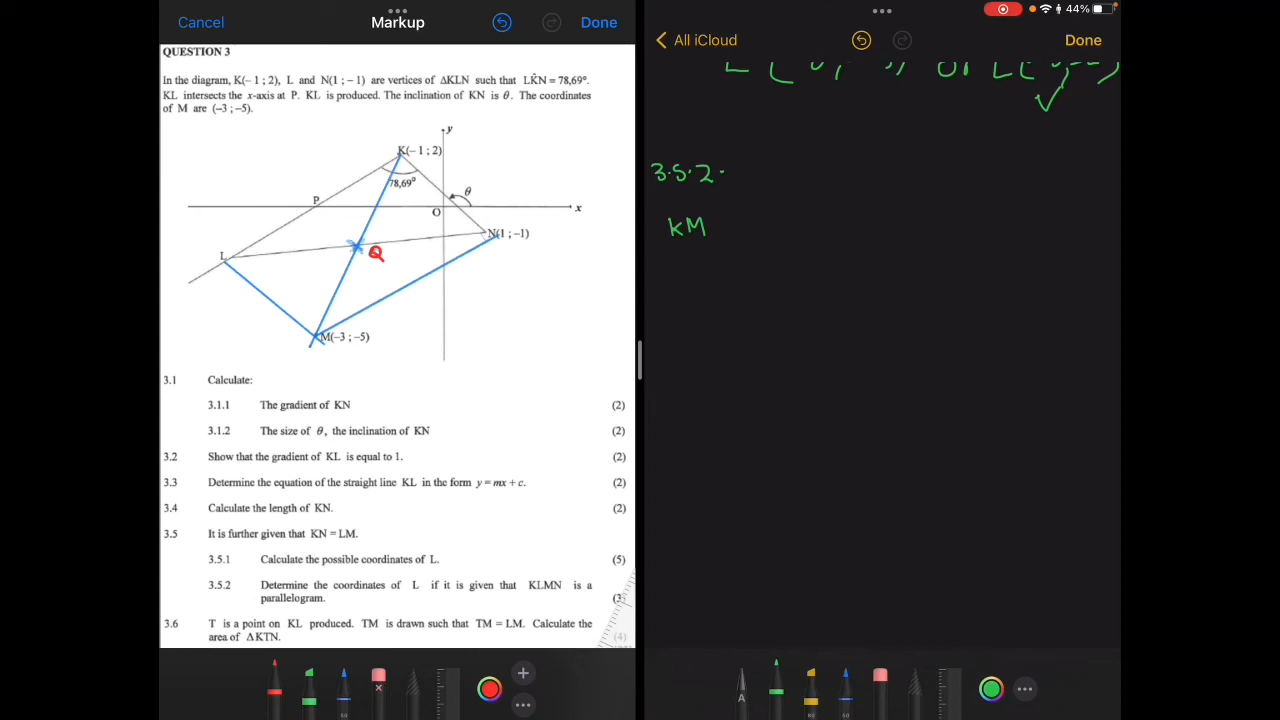 Cancel
Markup
Done
QUESTION 3
In the diagram, K(– 1 ; 2), L and N(1 ; – 1) are vertices of ΔKLN such that LK̂N = 78,69°.
KL intersects the x-axis at P. KL is produced. The inclination of KN is θ. The coordinates
of M are (–3 ; –5).
y
K(– 1 ; 2)
78,69°
θ
P
O
x
N(1 ; –1)
L
Q
M(–3 ; –5)
3.1 Calculate:
3.1.1 The gradient of KN (2)
3.1.2 The size of θ, the inclination of KN (2)
3.2 Show that the gradient of KL is equal to 1. (2)
3.3 Determine the equation of the straight line KL in the form y = mx + c. (2)
3.4 Calculate the length of KN. (2)
3.5 It is further given that KN = LM.
3.5.1 Calculate the possible coordinates of L. (5)
3.5.2 Determine the coordinates of L if it is given that KLMN is a
parallelogram. (3
3.6 T is a point on KL produced. TM is drawn such that TM = LM. Calculate the
area of ΔKTN. (4)
44%
All iCloud
Done
3.5.2.
KM